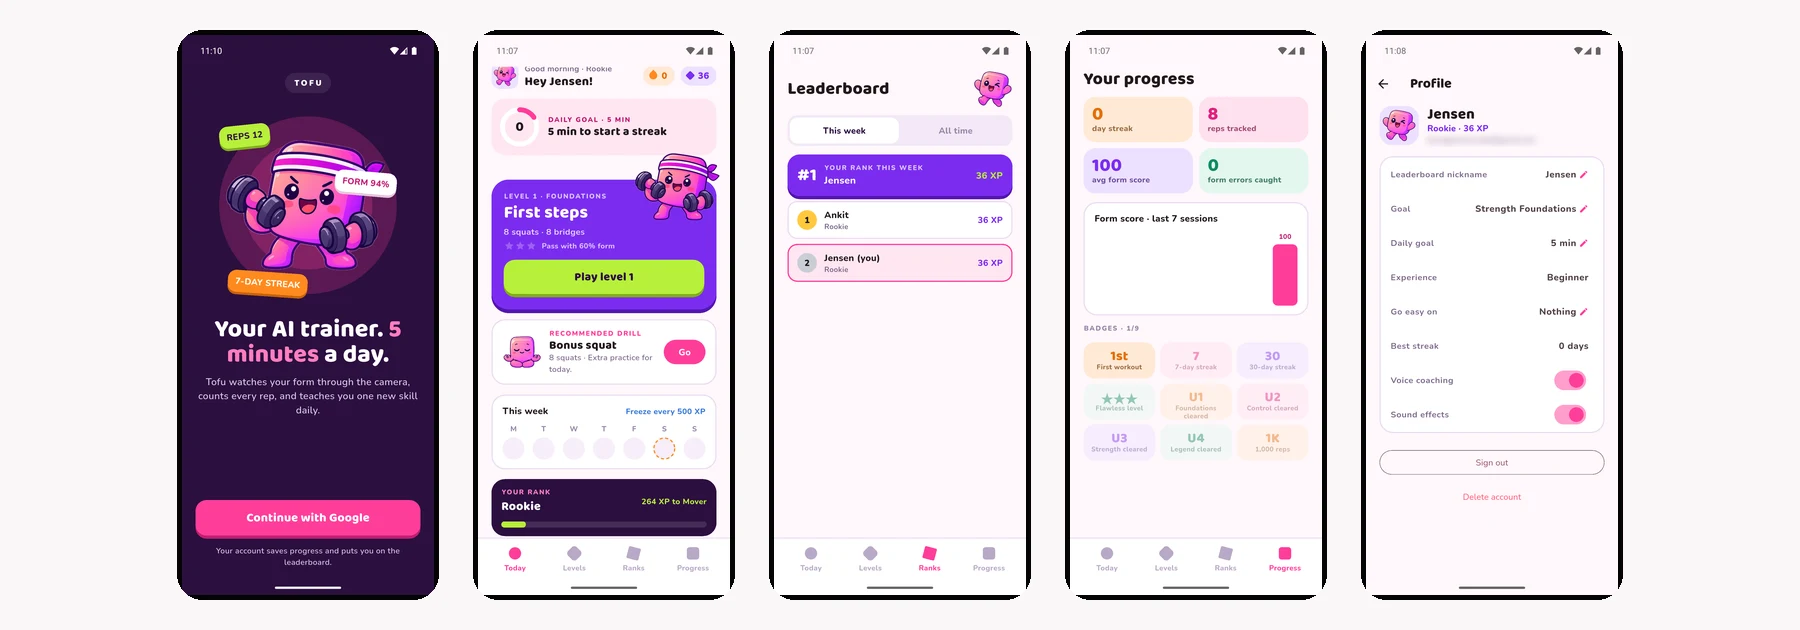 11:10
TOFU
REPS 12
FORM 94%
7-DAY STREAK
Your AI trainer. 5
minutes a day.
Tofu watches your form through the camera,
counts every rep, and teaches you one new skill
daily.
Continue with Google
Your account saves progress and puts you on the
leaderboard.
11:07
Good morning · Rookie
Hey Jensen!
0
36
0
DAILY GOAL · 5 MIN
5 min to start a streak
LEVEL 1 · FOUNDATIONS
First steps
8 squats · 8 bridges
Pass with 60% form
Play level 1
RECOMMENDED DRILL
Bonus squat
8 squats · Extra practice for
today.
Go
This week
Freeze every 500 XP
M T W T F S S
YOUR RANK
Rookie
264 XP to Mover
Today Levels Ranks Progress
11:07
Leaderboard
This week
All time
#1
YOUR RANK THIS WEEK
Jensen
36 XP
1
Ankit
Rookie
36 XP
2
Jensen (you)
Rookie
36 XP
Today Levels Ranks Progress
11:07
Your progress
0
day streak
8
reps tracked
100
avg form score
0
form errors caught
Form score · last 7 sessions
100
BADGES · 1/9
1st
First workout
7
7-day streak
30
30-day streak
★★★
Flawless level
U1
Foundations
cleared
U2
Control cleared
U3
Strength cleared
U4
Legend cleared
1K
1,000 reps
Today Levels Ranks Progress
11:08
Profile
Jensen
Rookie · 36 XP
Leaderboard nickname
Jensen
Goal
Strength Foundations
Daily goal
5 min
Experience
Beginner
Go easy on
Nothing
Best streak
0 days
Voice coaching
Sound effects
Sign out
Delete account